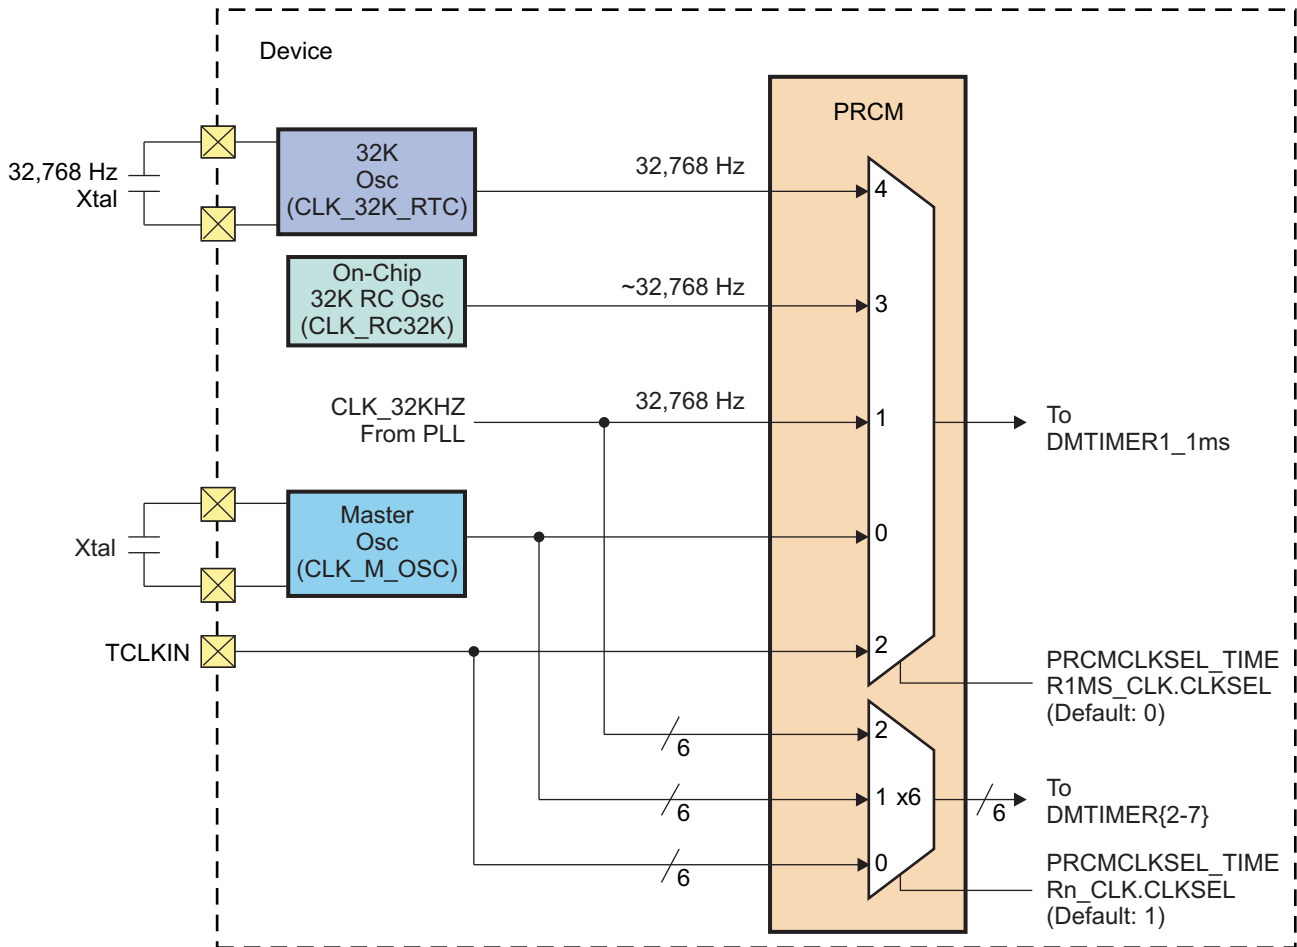 Device
PRCM
32,768 Hz
Xtal
32K
Osc
(CLK_32K_RTC)
32,768 Hz
4
On-Chip
32K RC Osc
(CLK_RC32K)
~32,768 Hz
3
CLK_32KHZ
From PLL
32,768 Hz
1
To
DMTIMER1_1ms
Xtal
Master
Osc
(CLK_M_OSC)
0
TCLKIN
2
PRCMCLKSEL_TIME
R1MS_CLK.CLKSEL
(Default: 0)
6
2
6
1 x6
6
To
DMTIMER{2-7}
6
0
PRCMCLKSEL_TIME
Rn_CLK.CLKSEL
(Default: 1)